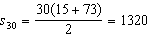 s₃₀ = 30(15 + 73)/2 = 1320